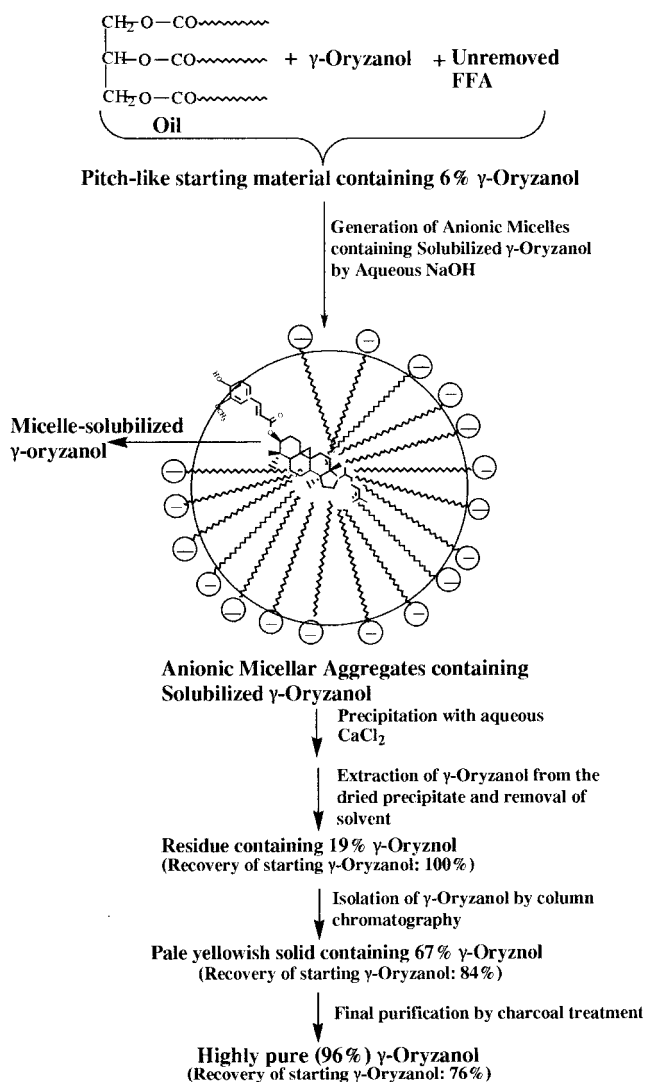 CH2 O—CO
CH—O—CO + γ-Oryzanol + Unremoved
FFA
CH2O—CO
Oil
Pitch-like starting material containing 6% γ-Oryzanol
Generation of Anionic Micelles
containing Solubilized γ-Oryzanol
by Aqueous NaOH
HO
OCH3
O
O
Micelle-solubilized
γ-oryzanol
Anionic Micellar Aggregates containing
Solubilized γ-Oryzanol
Precipitation with aqueous
CaCl2
Extraction of γ-Oryzanol from the
dried precipitate and removal of
solvent
Residue containing 19% γ-Oryznol
(Recovery of starting γ-Oryzanol: 100%)
Isolation of γ-Oryzanol by column
chromatography
Pale yellowish solid containing 67% γ-Oryznol
(Recovery of starting γ-Oryzanol: 84%)
Final purification by charcoal treatment
Highly pure (96%) γ-Oryzanol
(Recovery of starting γ-Oryzanol: 76%)